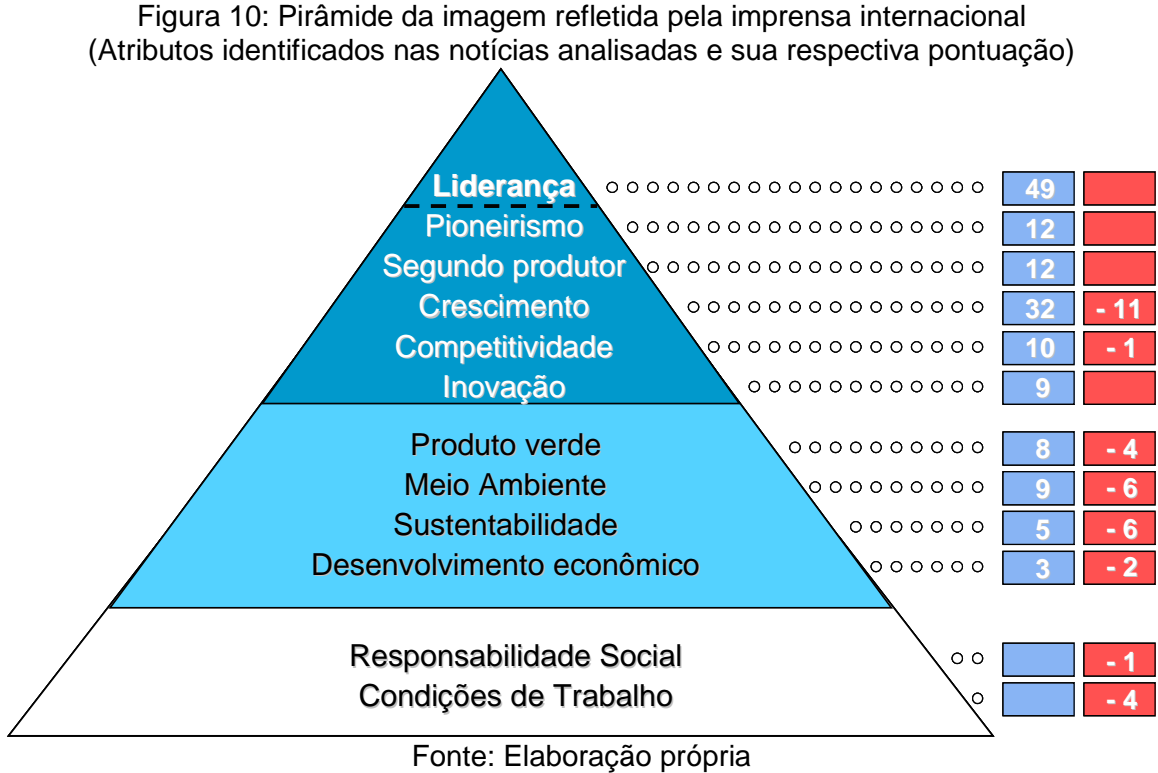 Figura 10: Pirâmide da imagem refletida pela imprensa internacional
(Atributos identificados nas notícias analisadas e sua respectiva pontuação)
Liderança 49
Pioneirismo 12
Segundo produtor 12
Crescimento 32 - 11
Competitividade 10 - 1
Inovação 9
Produto verde 8 - 4
Meio Ambiente 9 - 6
Sustentabilidade 5 - 6
Desenvolvimento econômico 3 - 2
Responsabilidade Social - 1
Condições de Trabalho - 4
Fonte: Elaboração própria